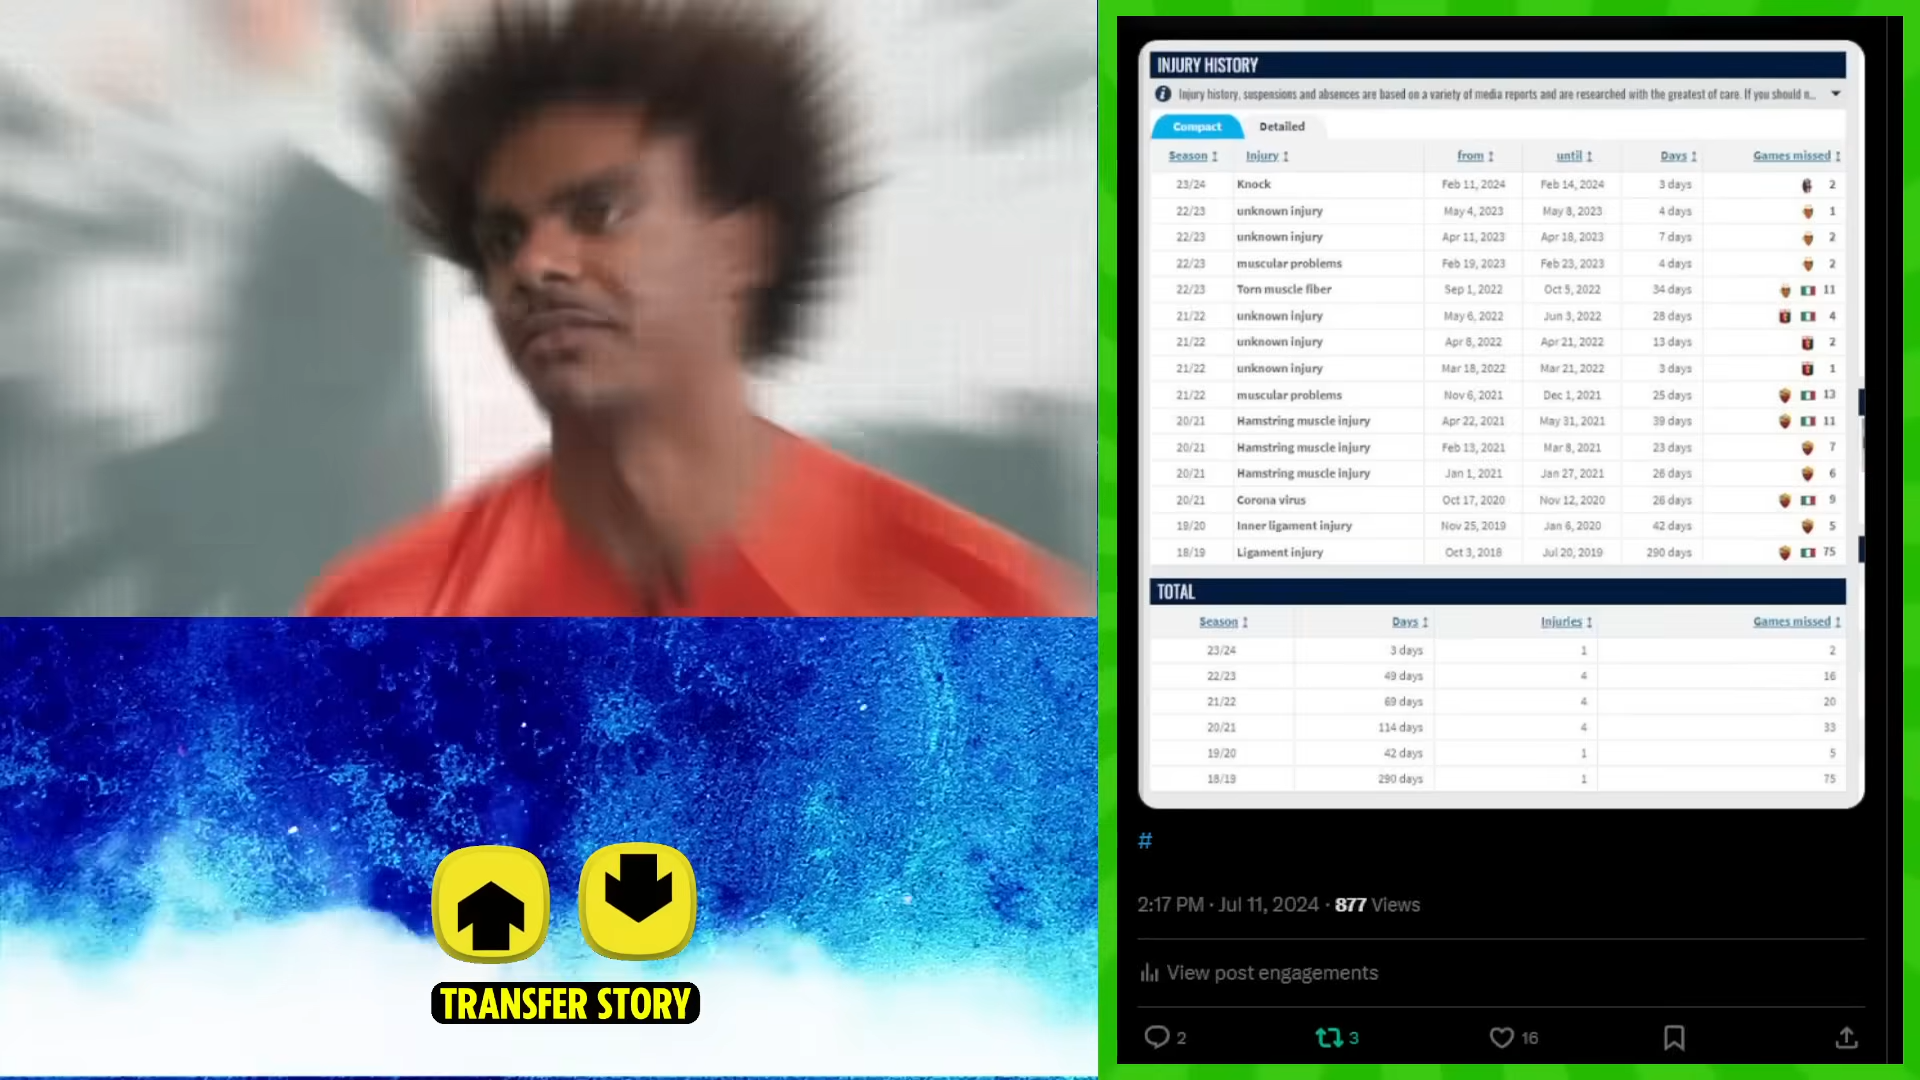 INJURY HISTORY
Injury history, suspensions and absences are based on a variety of media reports and are researched with the greatest of care. If you should n...
Compact Detailed
Season Injury from until Days Games missed
23/24 Knock Feb 11, 2024 Feb 14, 2024 3 days 2
22/23 unknown injury May 4, 2023 May 8, 2023 4 days 1
22/23 unknown injury Apr 11, 2023 Apr 18, 2023 7 days 2
22/23 muscular problems Feb 19, 2023 Feb 23, 2023 4 days 2
22/23 Torn muscle fiber Sep 1, 2022 Oct 5, 2022 34 days 11
21/22 unknown injury May 6, 2022 Jun 3, 2022 28 days 4
21/22 unknown injury Apr 8, 2022 Apr 21, 2022 13 days 2
21/22 unknown injury Mar 18, 2022 Mar 21, 2022 3 days 1
21/22 muscular problems Nov 6, 2021 Dec 1, 2021 25 days 13
20/21 Hamstring muscle injury Apr 22, 2021 May 31, 2021 39 days 11
20/21 Hamstring muscle injury Feb 13, 2021 Mar 8, 2021 23 days 7
20/21 Hamstring muscle injury Jan 1, 2021 Jan 27, 2021 26 days 6
20/21 Corona virus Oct 17, 2020 Nov 12, 2020 26 days 9
19/20 Inner ligament injury Nov 25, 2019 Jan 6, 2020 42 days 5
18/19 Ligament injury Oct 3, 2018 Jul 20, 2019 290 days 75
TOTAL
Season Days Injuries Games missed
23/24 3 days 1 2
22/23 49 days 4 16
21/22 69 days 4 20
20/21 114 days 4 33
19/20 42 days 1 5
18/19 290 days 1 75
#
2:17 PM · Jul 11, 2024 · 877 Views
View post engagements
2 3 16
TRANSFER STORY